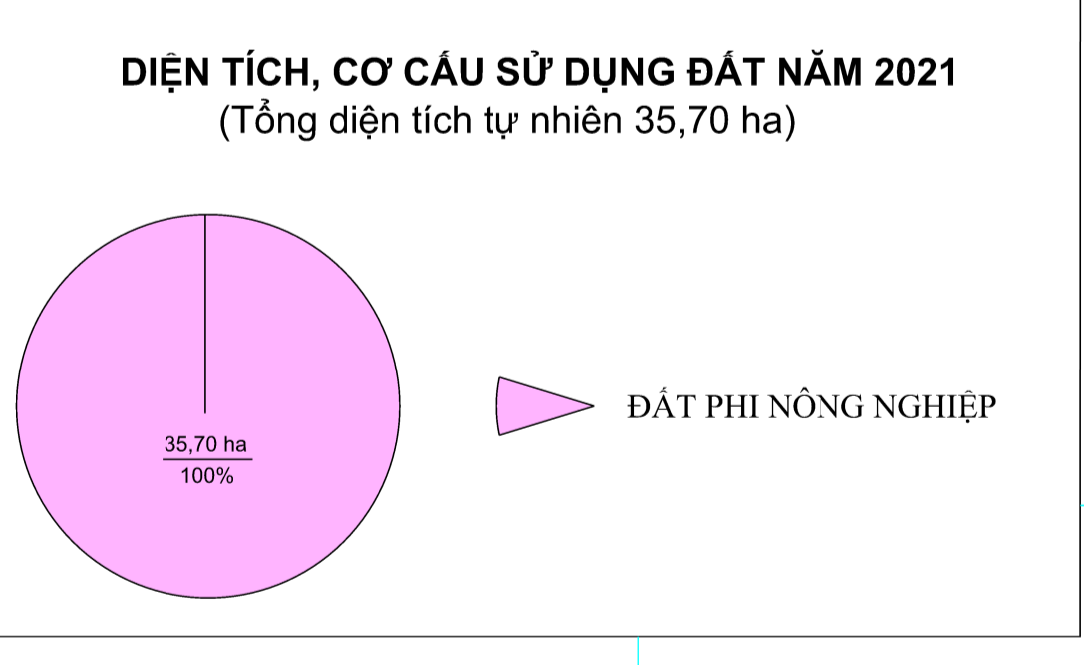 DIỆN TÍCH, CƠ CẤU SỬ DỤNG ĐẤT NĂM 2021
(Tổng diện tích tự nhiên 35,70 ha)
35,70 ha
100%
ĐẤT PHI NÔNG NGHIỆP